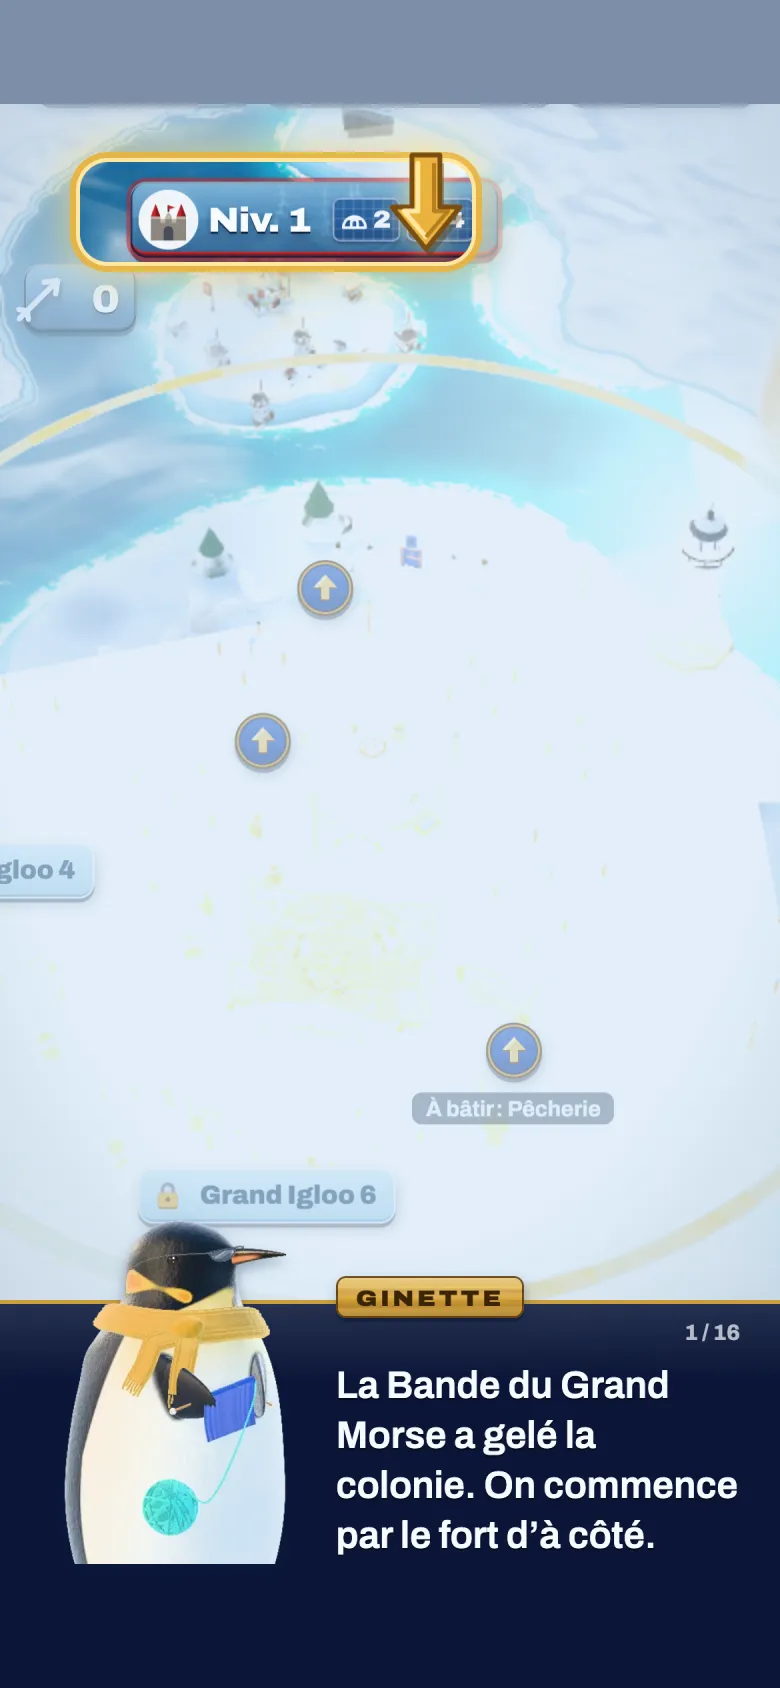 Niv. 1 2 4
0
gloo 4
À bâtir: Pêcherie
Grand Igloo 6
GINETTE
1 / 16
La Bande du Grand
Morse a gelé la
colonie. On commence
par le fort d’à côté.